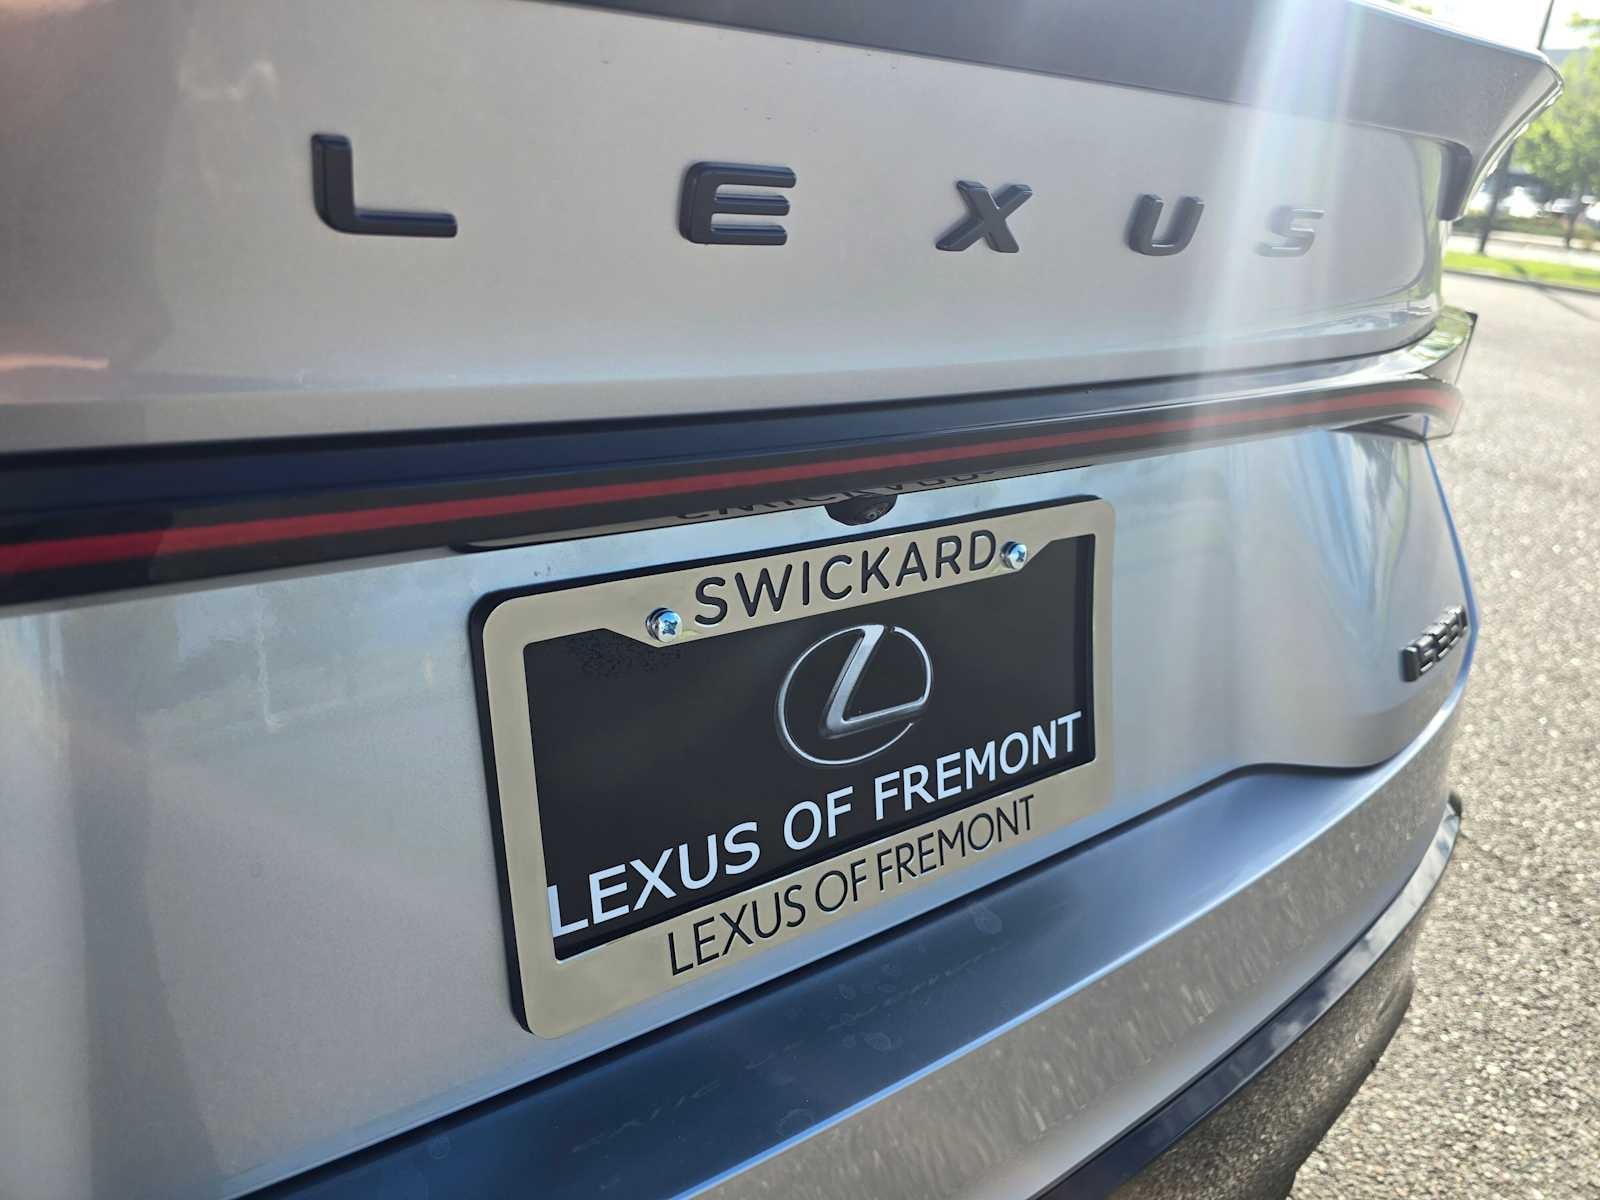 LEXUS
SWICKARD
LEXUS OF FREMONT
LEXUS OF FREMONT